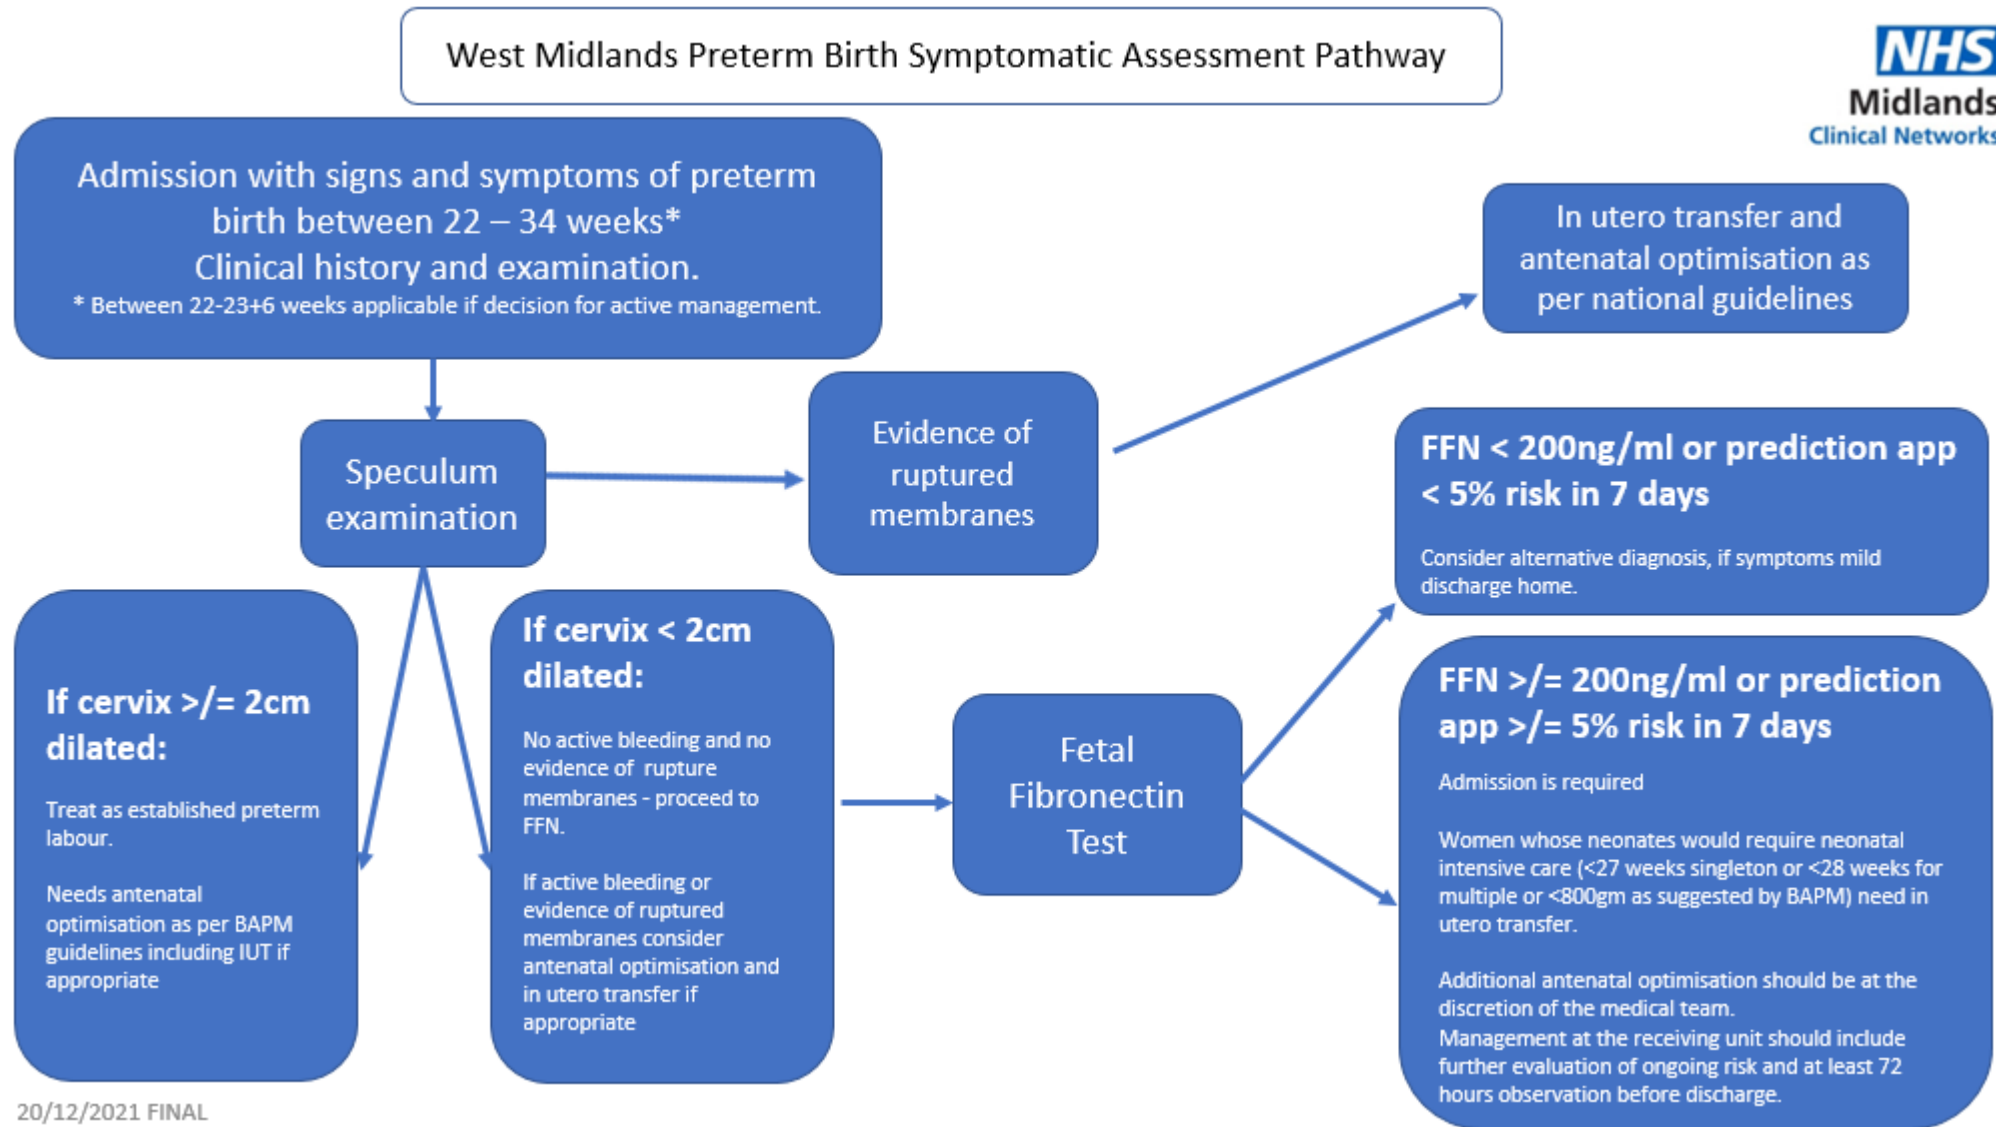 West Midlands Preterm Birth Symptomatic Assessment Pathway
NHS
Midlands
Clinical Networks
Admission with signs and symptoms of preterm
birth between 22 – 34 weeks*
Clinical history and examination.
* Between 22-23+6 weeks applicable if decision for active management.
In utero transfer and
antenatal optimisation as
per national guidelines
Speculum
examination
Evidence of
ruptured
membranes
FFN < 200ng/ml or prediction app
< 5% risk in 7 days
Consider alternative diagnosis, if symptoms mild
discharge home.
If cervix >/= 2cm
dilated:
Treat as established preterm
labour.
Needs antenatal
optimisation as per BAPM
guidelines including IUT if
appropriate
If cervix < 2cm
dilated:
No active bleeding and no
evidence of rupture
membranes - proceed to
FFN.
If active bleeding or
evidence of ruptured
membranes consider
antenatal optimisation and
in utero transfer if
appropriate
Fetal
Fibronectin
Test
FFN >/= 200ng/ml or prediction
app >/= 5% risk in 7 days
Admission is required
Women whose neonates would require neonatal
intensive care (<27 weeks singleton or <28 weeks for
multiple or <800gm as suggested by BAPM) need in
utero transfer.
Additional antenatal optimisation should be at the
discretion of the medical team.
Management at the receiving unit should include
further evaluation of ongoing risk and at least 72
hours observation before discharge.
20/12/2021 FINAL